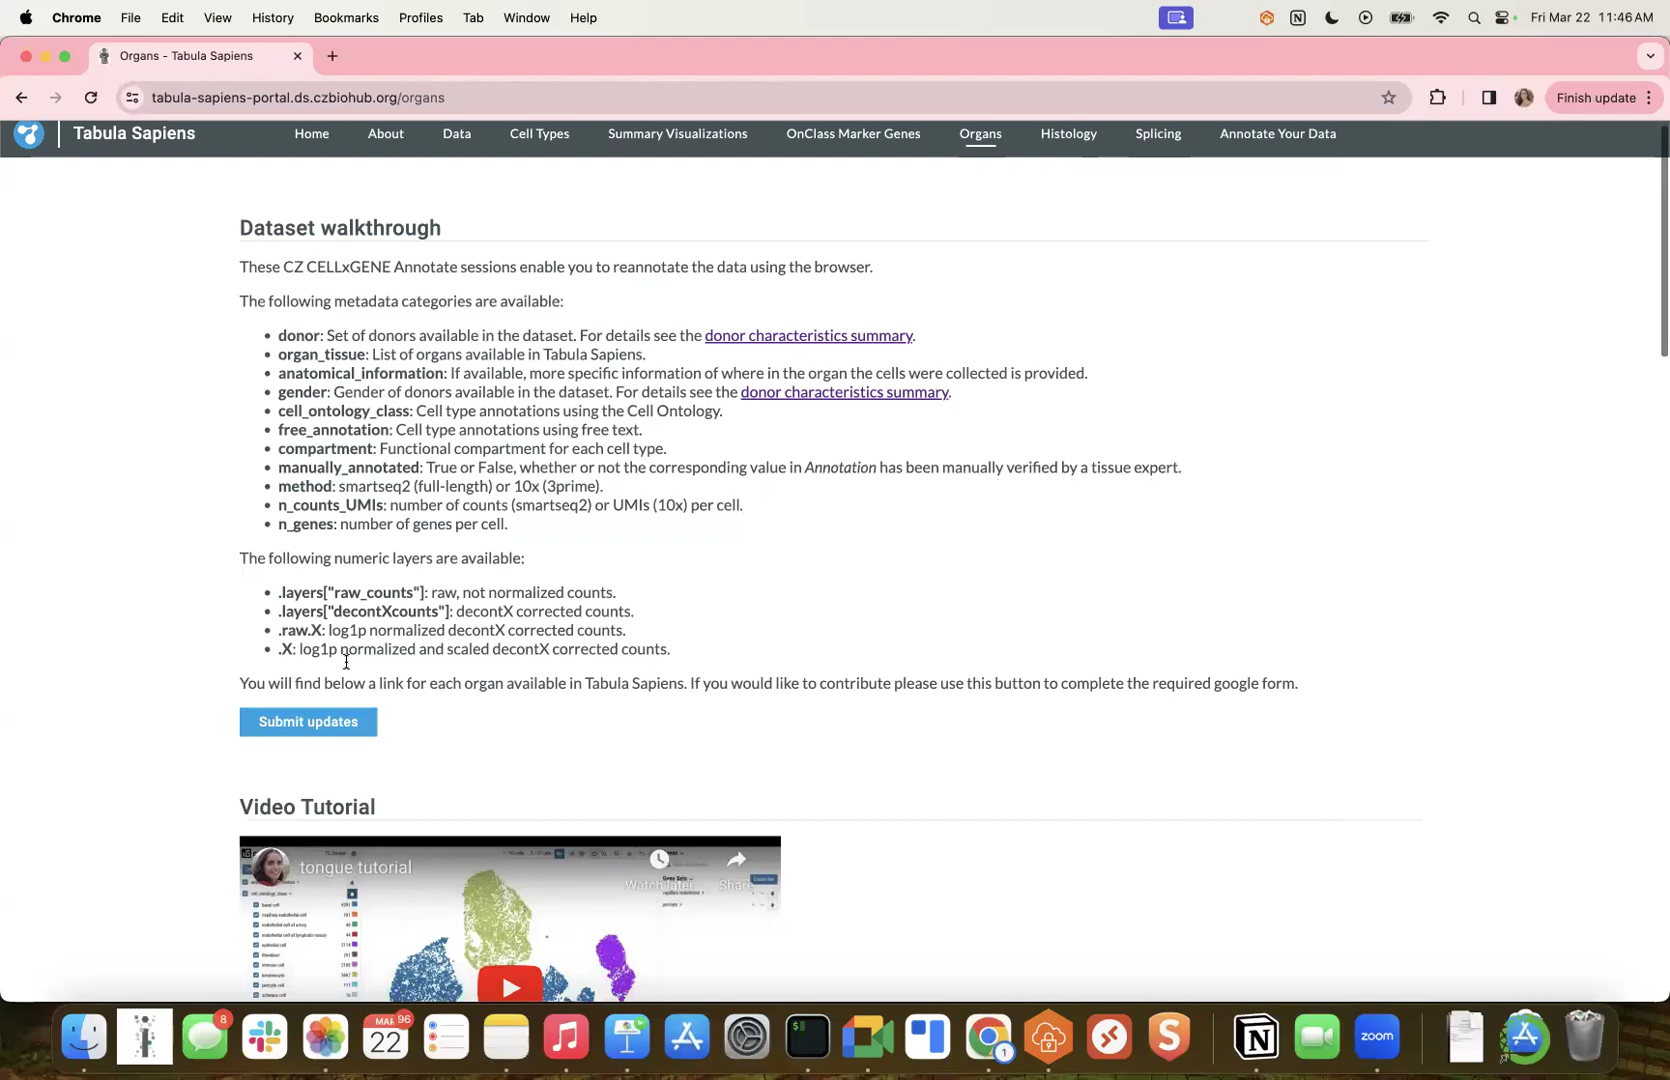 Chrome File Edit View History Bookmarks Profiles Tab Window Help Fri Mar 22 11:46 AM
Organs - Tabula Sapiens
tabula-sapiens-portal.ds.czbiohub.org/organs Finish update
Tabula Sapiens Home About Data Cell Types Summary Visualizations OnClass Marker Genes Organs Histology Splicing Annotate Your Data
Dataset walkthrough
These CZ CELLxGENE Annotate sessions enable you to reannotate the data using the browser.
The following metadata categories are available:
• donor: Set of donors available in the dataset. For details see the donor characteristics summary.
• organ_tissue: List of organs available in Tabula Sapiens.
• anatomical_information: If available, more specific information of where in the organ the cells were collected is provided.
• gender: Gender of donors available in the dataset. For details see the donor characteristics summary.
• cell_ontology_class: Cell type annotations using the Cell Ontology.
• free_annotation: Cell type annotations using free text.
• compartment: Functional compartment for each cell type.
• manually_annotated: True or False, whether or not the corresponding value in Annotation has been manually verified by a tissue expert.
• method: smartseq2 (full-length) or 10x (3prime).
• n_counts_UMIs: number of counts (smartseq2) or UMIs (10x) per cell.
• n_genes: number of genes per cell.
The following numeric layers are available:
• .layers["raw_counts"]: raw, not normalized counts.
• .layers["decontXcounts"]: decontX corrected counts.
• .raw.X: log1p normalized decontX corrected counts.
• .X: log1p normalized and scaled decontX corrected counts.
You will find below a link for each organ available in Tabula Sapiens. If you would like to contribute please use this button to complete the required google form.
Submit updates
Video Tutorial
tongue tutorial
Watch later Share
8
MAR 96
22
1
zoom